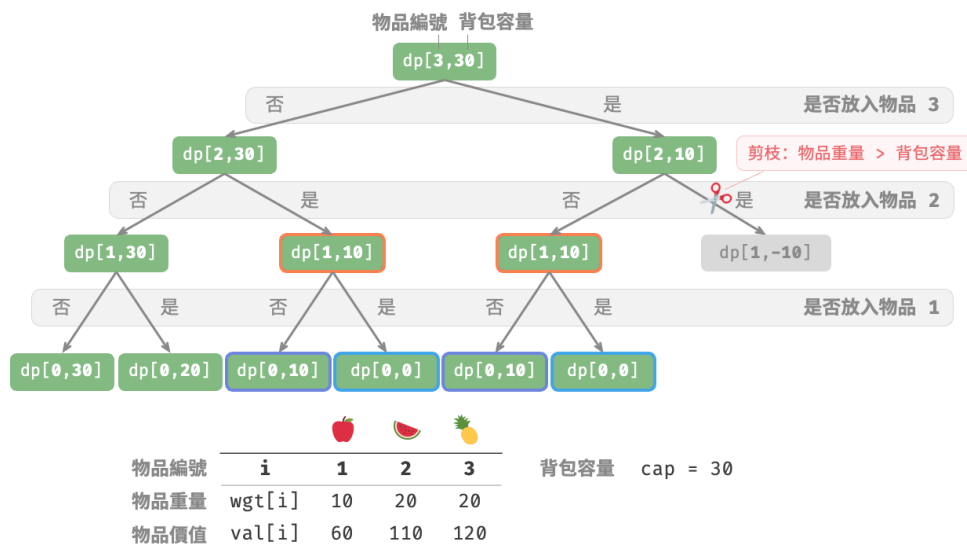 物品編號 背包容量
dp[3,30]
否 是 是否放入物品 3
dp[2,30] dp[2,10] 剪枝：物品重量 > 背包容量
否 是 否 是 是否放入物品 2
dp[1,30] dp[1,10] dp[1,10] dp[1,-10]
否 是 否 是 否 是 是否放入物品 1
dp[0,30] dp[0,20] dp[0,10] dp[0,0] dp[0,10] dp[0,0]
物品編號 i 1 2 3 背包容量 cap = 30
物品重量 wgt[i] 10 20 20
物品價值 val[i] 60 110 120